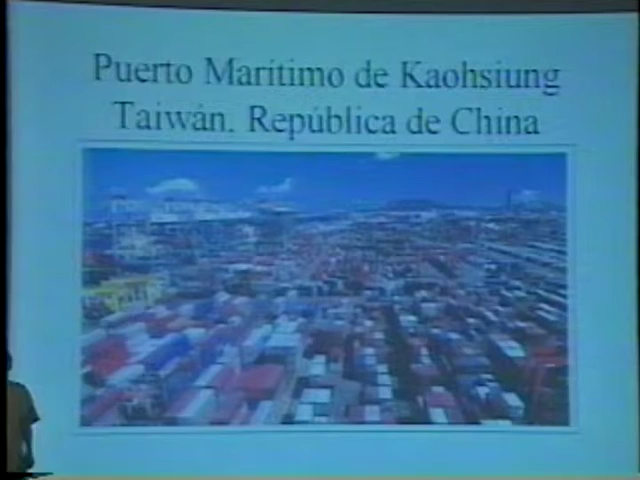 Puerto Marítimo de Kaohsiung
Taiwán. República de China